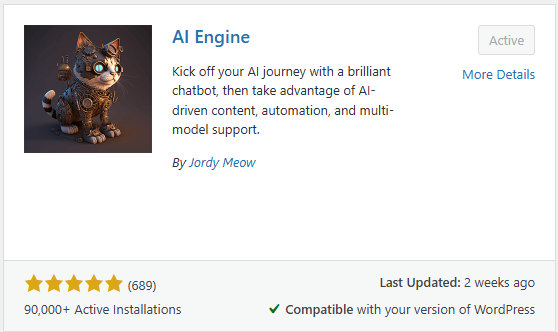 AI Engine
Active
Kick off your AI journey with a brilliant
chatbot, then take advantage of AI-
driven content, automation, and multi-
model support.
More Details
By Jordy Meow
(689)
Last Updated: 2 weeks ago
90,000+ Active Installations
Compatible with your version of WordPress